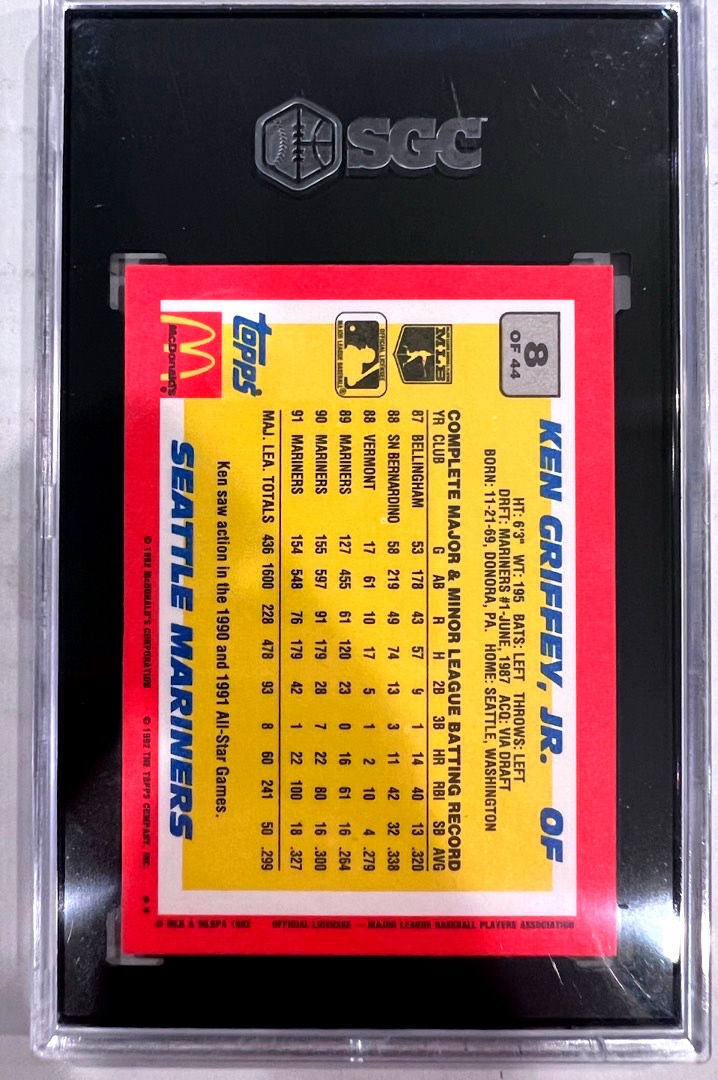 SGC
8
OF 44
KEN GRIFFEY, JR. OF
HT: 6'3" WT: 195 BATS: LEFT THROWS: LEFT
DRFT: MARINERS #1-JUNE, 1987 ACQ: VIA DRAFT
BORN: 11-21-69, DONORA, PA. HOME: SEATTLE, WASHINGTON
MLB
OFFICIAL LICENSEE
MAJOR LEAGUE BASEBALL
COMPLETE MAJOR & MINOR LEAGUE BATTING RECORD
YR CLUB G AB R H 2B 3B HR RBI SB AVG
87 BELLINGHAM 53 178 43 57 9 1 14 40 13 .320
88 SN BERNARDINO 58 219 49 74 13 3 11 42 32 .338
88 VERMONT 17 61 10 17 5 1 2 10 4 .279
89 MARINERS 127 455 61 120 23 0 16 61 16 .264
90 MARINERS 155 597 91 179 28 7 22 80 16 .300
91 MARINERS 154 548 76 179 42 1 22 100 18 .327
MAJ. LEA. TOTALS 436 1600 228 478 93 8 60 241 50 .299
Ken saw action in the 1990 and 1991 All-Star Games.
Topps
SEATTLE MARINERS
McDonald's
© 1992 McDONALD'S CORPORATION © 1992 THE TOPPS COMPANY, INC. **
© MLB & MLBPA 1992 OFFICIAL LICENSEE — MAJOR LEAGUE BASEBALL PLAYERS ASSOCIATION